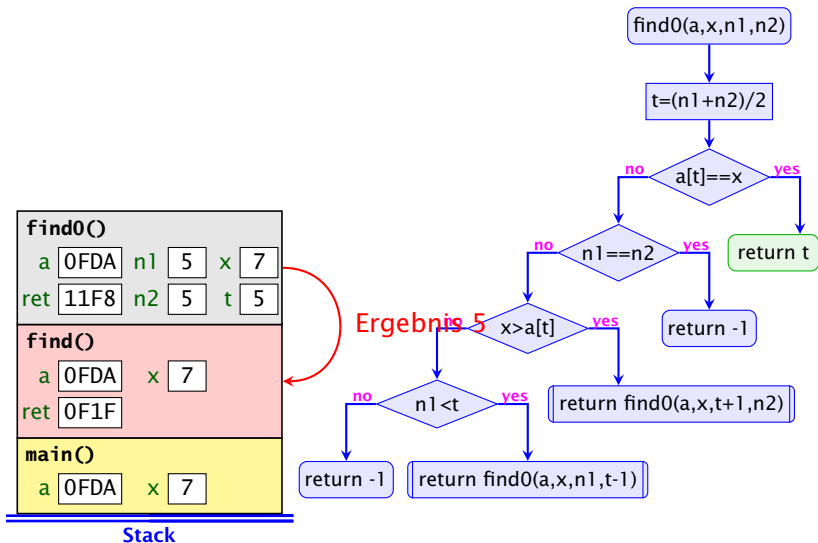 find0(a,x,n1,n2)
t=(n1+n2)/2
a[t]==x
no
yes
return t
n1==n2
no
yes
return -1
x>a[t]
no
yes
return find0(a,x,t+1,n2)
n1<t
no
yes
return -1
return find0(a,x,n1,t-1)
find0()
a 0FDA n1 5 x 7
ret 11F8 n2 5 t 5
Ergebnis 5
find()
a 0FDA x 7
ret 0F1F
main()
a 0FDA x 7
Stack